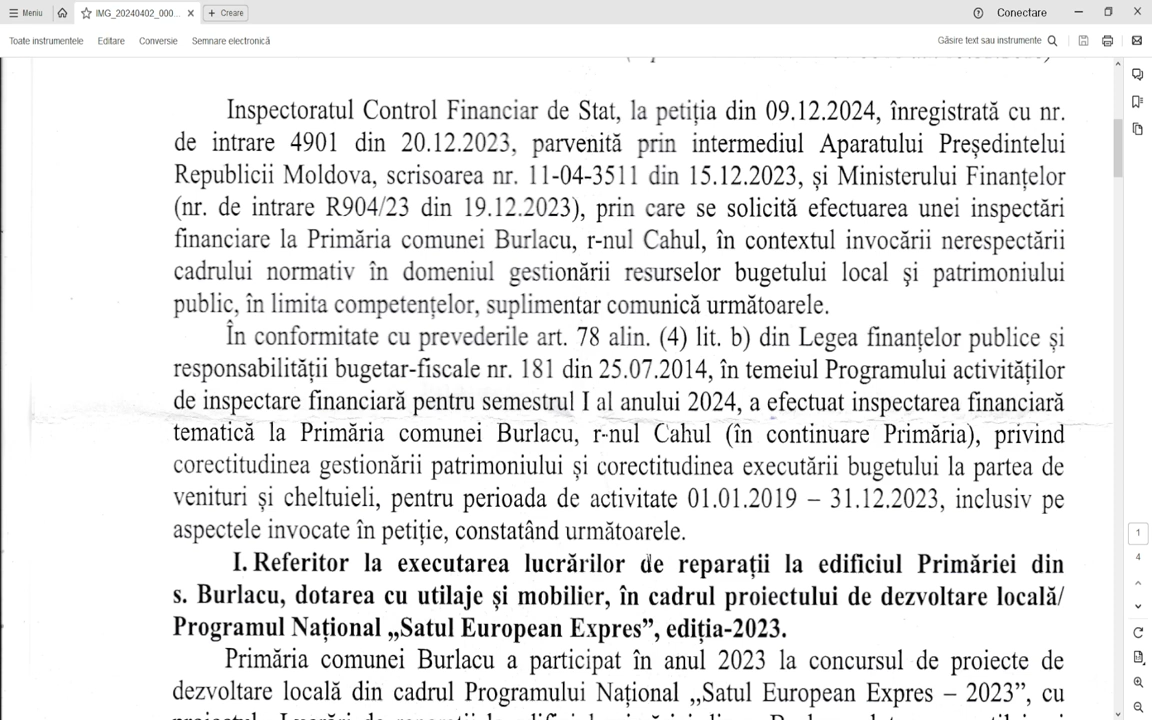 Meniu
IMG_20240402_000...
+ Creare
Conectare
Toate instrumentele Editare Conversie Semnare electronică
Găsire text sau instrumente
Inspectoratul Control Financiar de Stat, la petiția din 09.12.2024, înregistrată cu nr.
de intrare 4901 din 20.12.2023, parvenită prin intermediul Aparatului Președintelui
Republicii Moldova, scrisoarea nr. 11-04-3511 din 15.12.2023, și Ministerului Finanțelor
(nr. de intrare R904/23 din 19.12.2023), prin care se solicită efectuarea unei inspectări
financiare la Primăria comunei Burlacu, r-nul Cahul, în contextul invocării nerespectării
cadrului normativ în domeniul gestionării resurselor bugetului local și patrimoniului
public, în limita competențelor, suplimentar comunică următoarele.
În conformitate cu prevederile art. 78 alin. (4) lit. b) din Legea finanțelor publice și
responsabilității bugetar-fiscale nr. 181 din 25.07.2014, în temeiul Programului activităților
de inspectare financiară pentru semestrul I al anului 2024, a efectuat inspectarea financiară
tematică la Primăria comunei Burlacu, r-nul Cahul (în continuare Primăria), privind
corectitudinea gestionării patrimoniului și corectitudinea executării bugetului la partea de
venituri și cheltuieli, pentru perioada de activitate 01.01.2019 – 31.12.2023, inclusiv pe
aspectele invocate în petiție, constatând următoarele.
I. Referitor la executarea lucrărilor de reparații la edificiul Primăriei din
s. Burlacu, dotarea cu utilaje și mobilier, în cadrul proiectului de dezvoltare locală/
Programul Național „Satul European Expres”, ediția-2023.
Primăria comunei Burlacu a participat în anul 2023 la concursul de proiecte de
dezvoltare locală din cadrul Programului Național „Satul European Expres – 2023”, cu
1
4